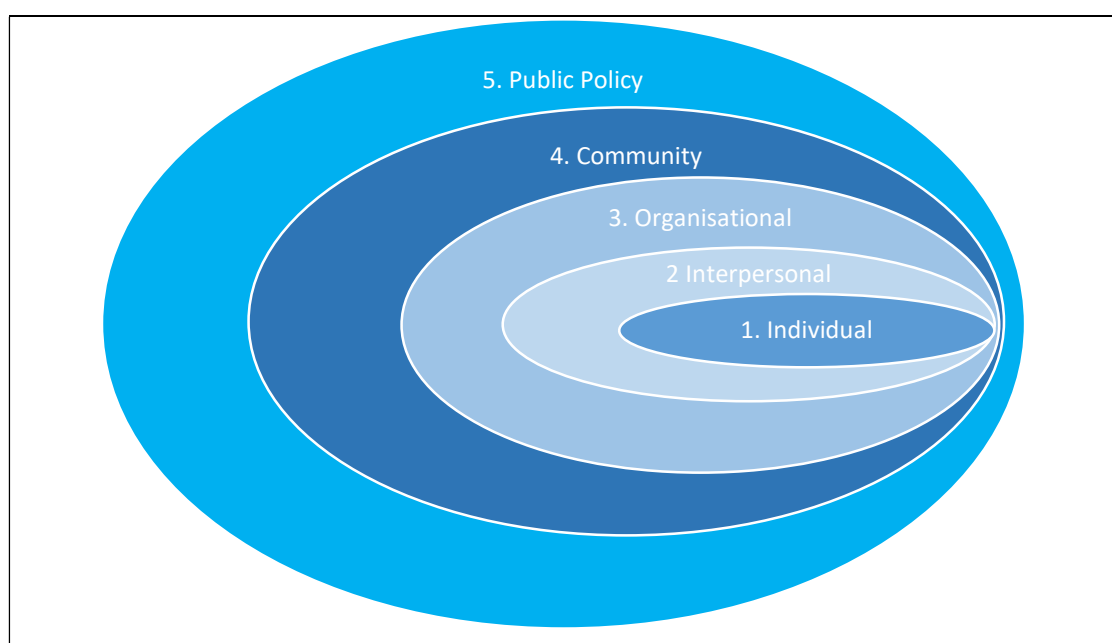 5. Public Policy
4. Community
3. Organisational
2 Interpersonal
1. Individual